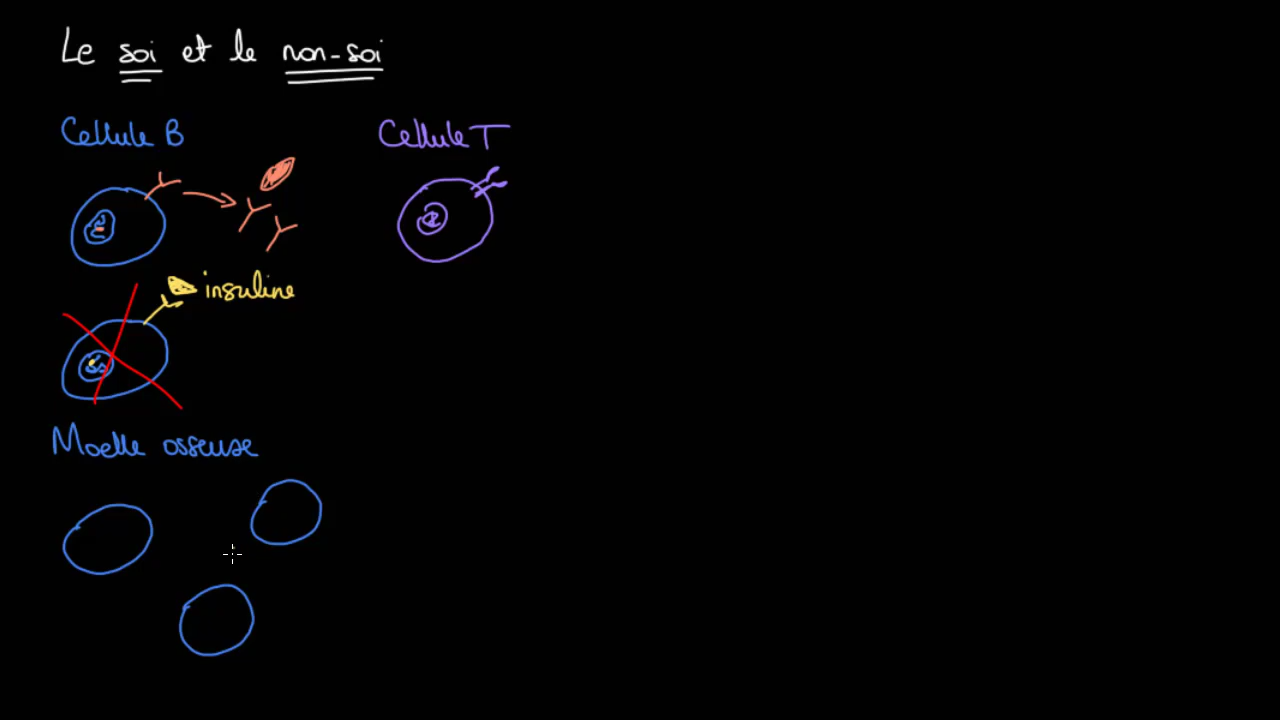 Le soi et le non-soi
Cellule B
Cellule T
insuline
Moelle osseuse